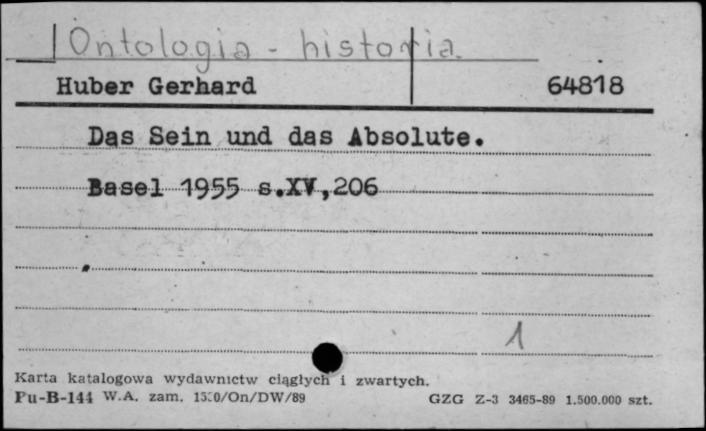 Ontologia - historia
Huber Gerhard 64818
Das Sein und das Absolute.
Basel 1955 s.XV,206
1
Karta katalogowa wydawnictw ciągłych i zwartych.
Pu-B-144 W.A. zam. /On/DW/89 GZG Z-3 3465-89 1.500.000 szt.